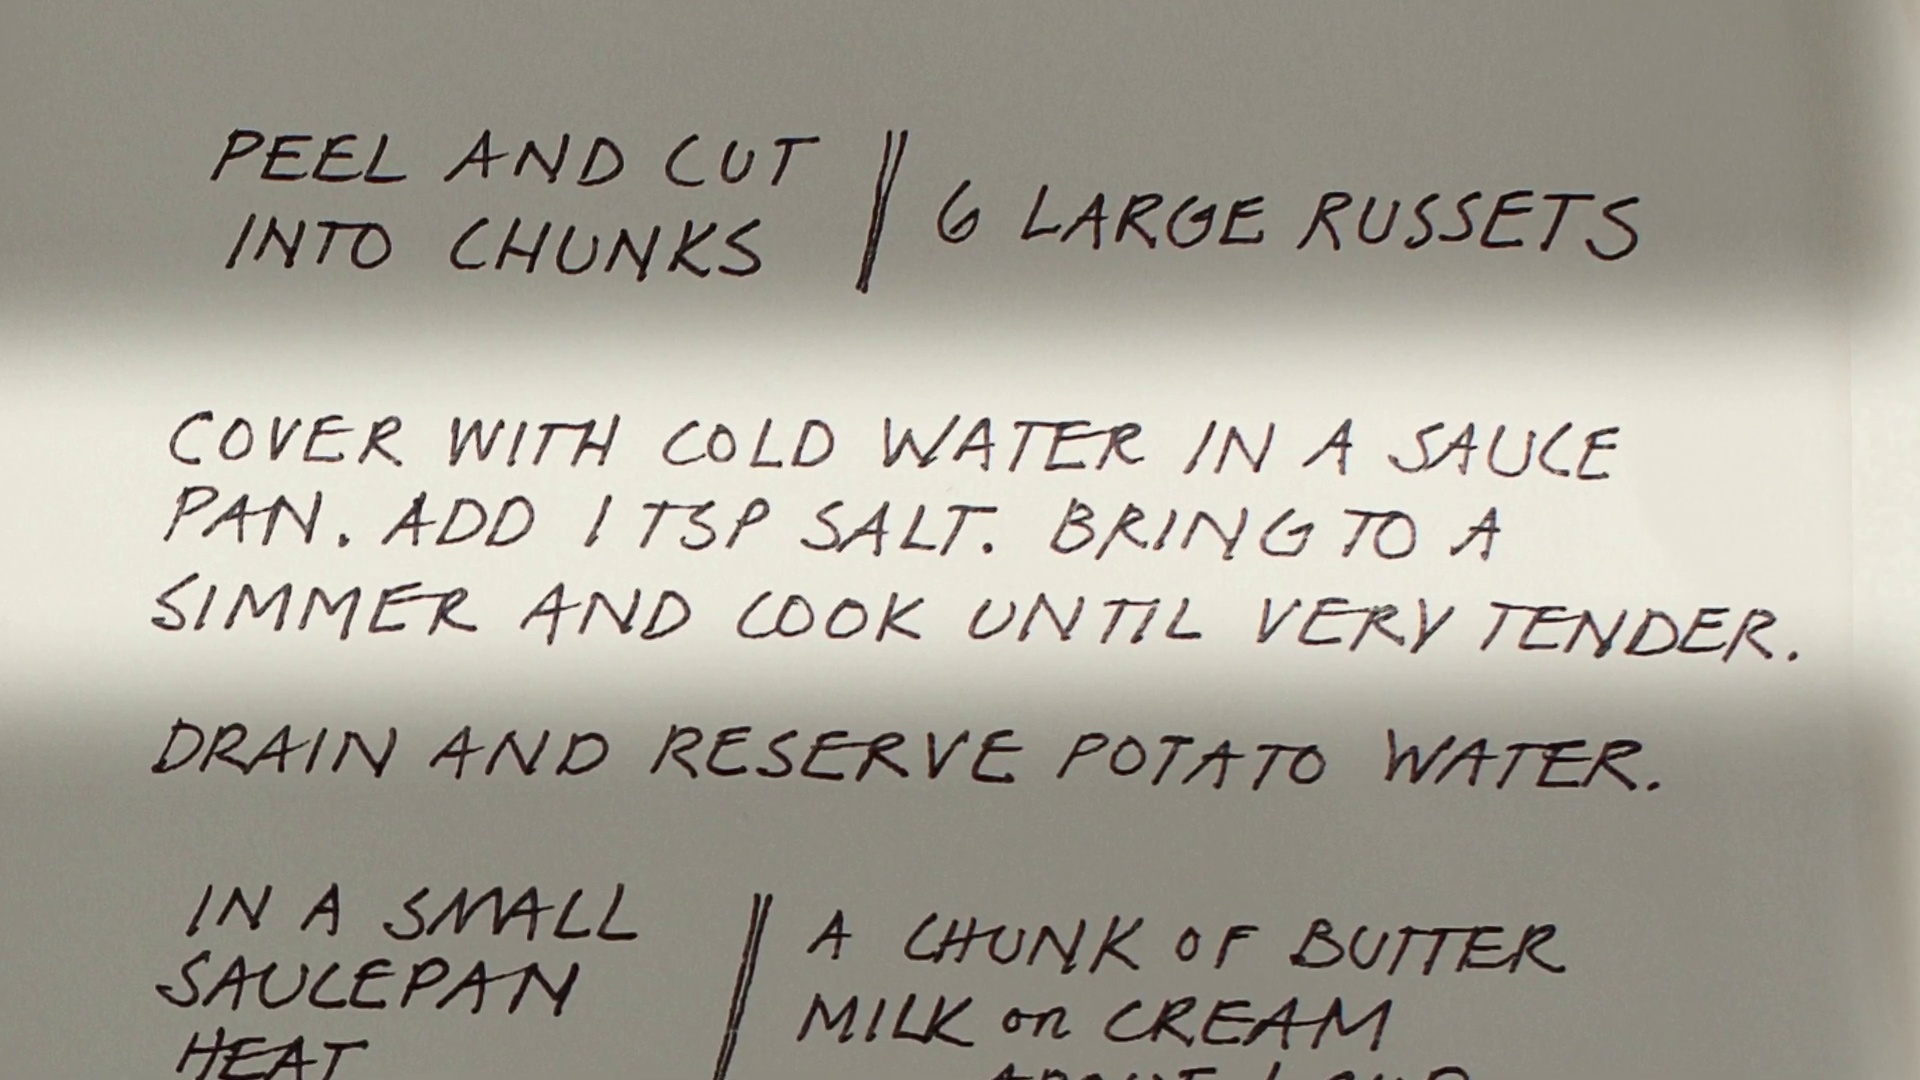 PEEL AND CUT
INTO CHUNKS
6 LARGE RUSSETS
COVER WITH COLD WATER IN A SAUCE
PAN. ADD 1 TSP SALT. BRING TO A
SIMMER AND COOK UNTIL VERY TENDER.
DRAIN AND RESERVE POTATO WATER.
IN A SMALL
SAUCEPAN
HEAT
A CHUNK OF BUTTER
MILK or CREAM